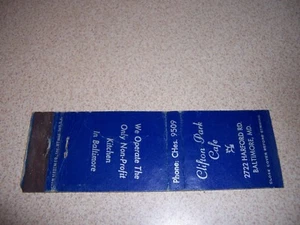 Clifton Park
Cafe
2722 HARFORD RD.
BALTIMORE, MD.
Phone: CHes. 9509
We Operate The
Only Non-Profit
Kitchen
In Baltimore